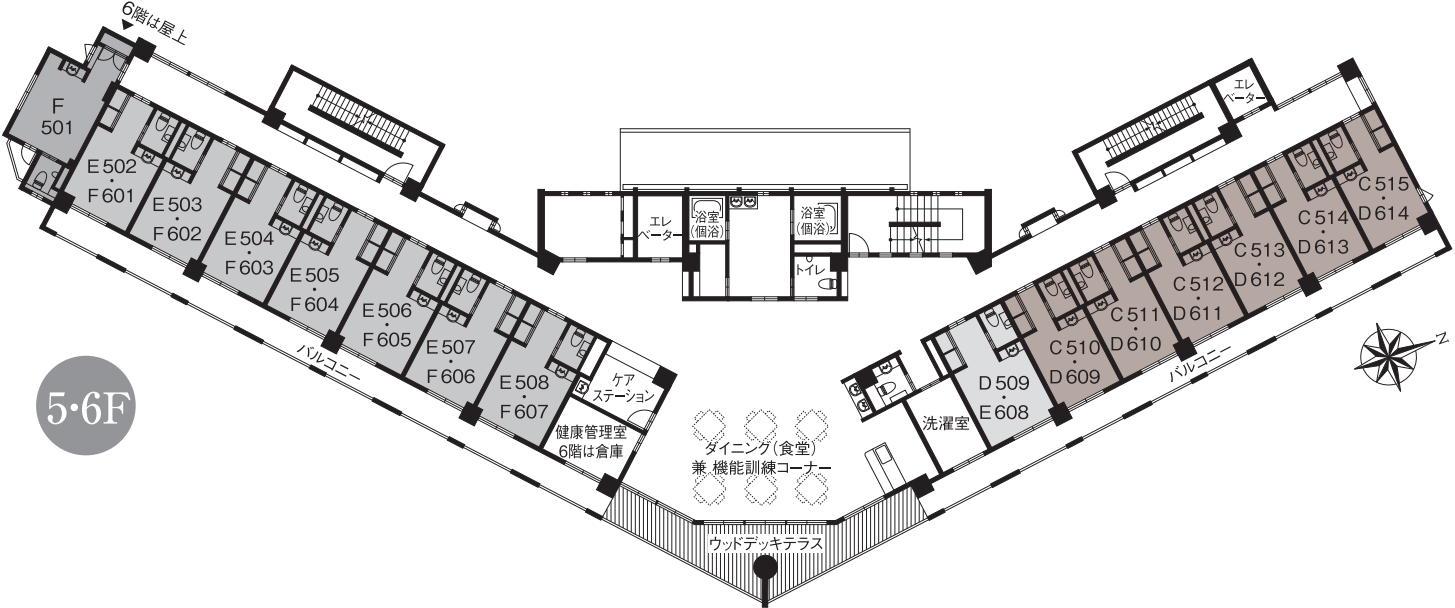 6階は屋上
F
501
E502
・
F601
E503
・
F602
E504
・
F603
E505
・
F604
E506
・
F605
E507
・
F606
E508
・
F607
バルコニー
5・6F
ケア
ステーション
健康管理室
6階は倉庫
エレ
ベーター
浴室
(個浴)
浴室
(個浴)
トイレ
ダイニング(食堂)
兼 機能訓練コーナー
ウッドデッキテラス
洗濯室
D509
・
E608
C510
・
D609
C511
・
D610
C512
・
D611
C513
・
D612
C514
・
D613
C515
・
D614
エレ
ベーター
バルコニー
N